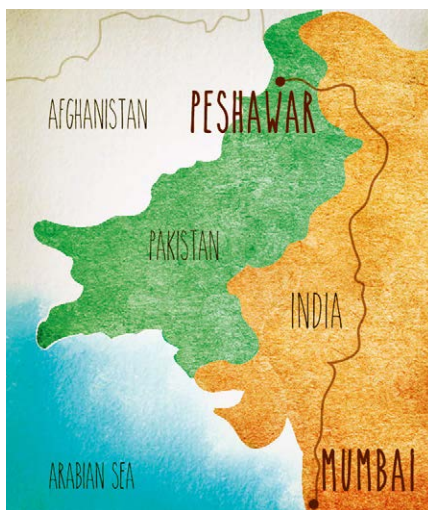 AFGHANISTAN
PESHAWAR
PAKISTAN
INDIA
MUMBAI
ARABIAN SEA